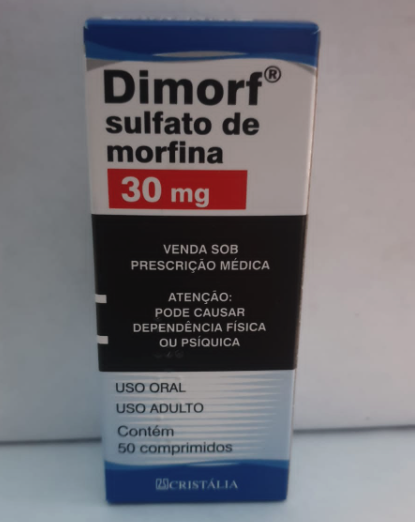 Dimorf®
sulfato de
morfina
30 mg
VENDA SOB
PRESCRIÇÃO MÉDICA
ATENÇÃO:
PODE CAUSAR
DEPENDÊNCIA FÍSICA
OU PSÍQUICA
USO ORAL
USO ADULTO
Contém
50 comprimidos
CRISTÁLIA